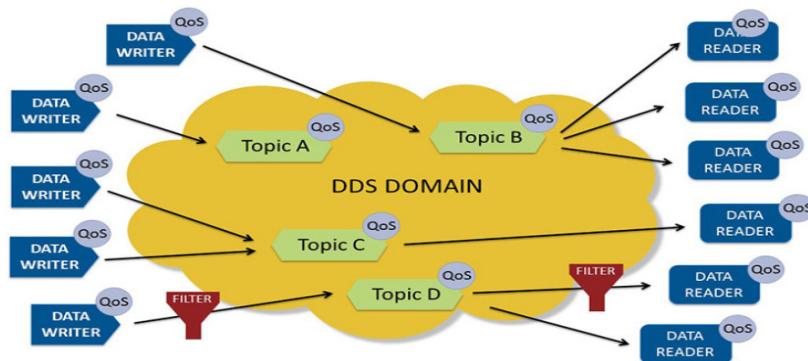 QoS
DATA
WRITER
QoS
DATA
READER
QoS
DATA
WRITER
QoS
DATA
READER
QoS
Topic A
QoS
Topic B
QoS
DATA
READER
QoS
DATA
WRITER
DDS DOMAIN
QoS
DATA
READER
QoS
DATA
WRITER
QoS
Topic C
QoS
Topic D
FILTER
QoS
DATA
READER
QoS
DATA
WRITER
FILTER
QoS
DATA
READER